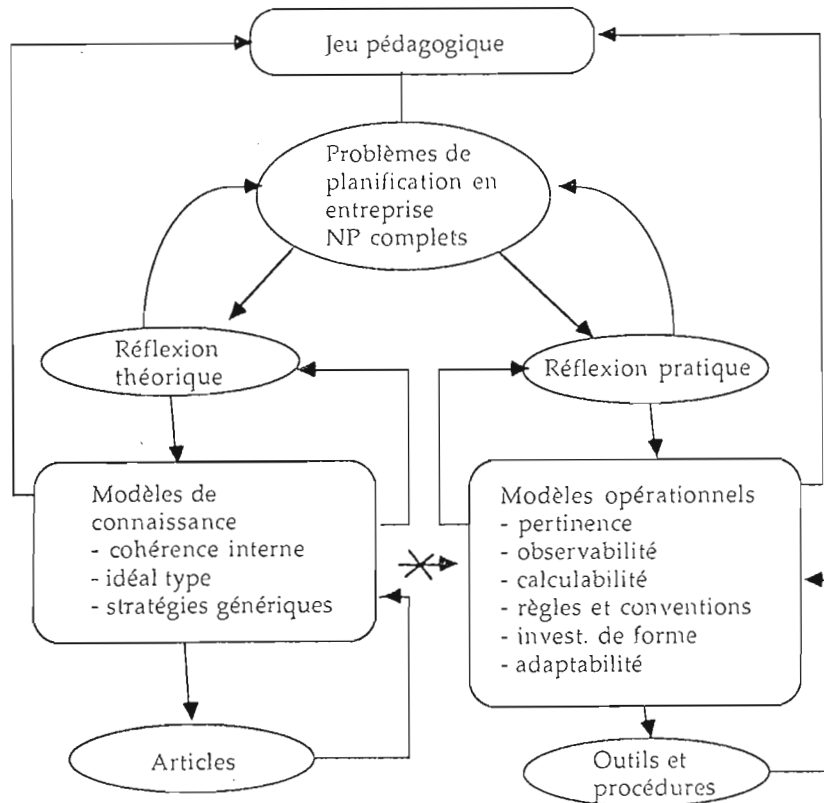 Jeu pédagogique
Problèmes de
planification en
entreprise
NP complets
Réflexion
théorique
Réflexion pratique
Modèles de
connaissance
- cohérence interne
- idéal type
- stratégies génériques
Modèles opérationnels
- pertinence
- observabilité
- calculabilité
- règles et conventions
- invest. de forme
- adaptabilité
Articles
Outils et
procédures